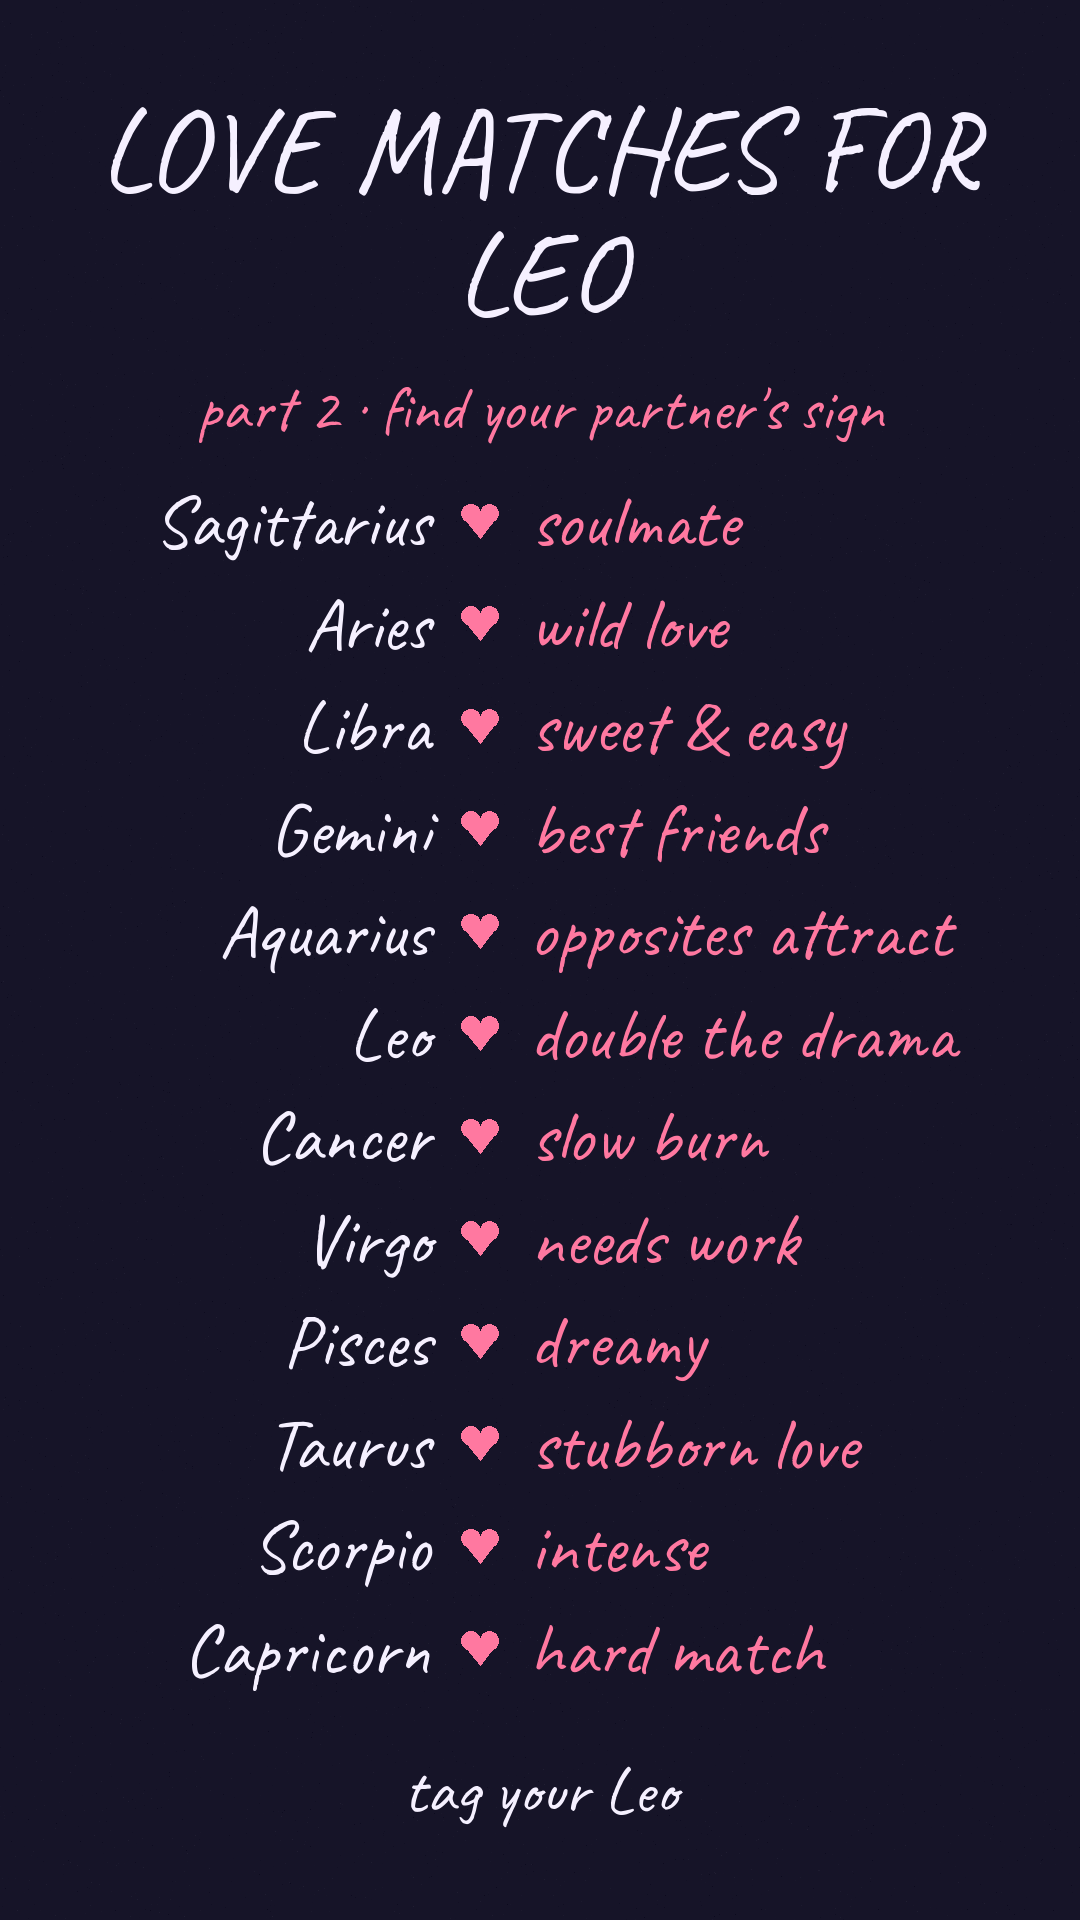 LOVE MATCHES FOR
LEO
part 2 · find your partner's sign
Sagittarius ♥ soulmate
Aries ♥ wild love
Libra ♥ sweet & easy
Gemini ♥ best friends
Aquarius ♥ opposites attract
Leo ♥ double the drama
Cancer ♥ slow burn
Virgo ♥ needs work
Pisces ♥ dreamy
Taurus ♥ stubborn love
Scorpio ♥ intense
Capricorn ♥ hard match
tag your Leo